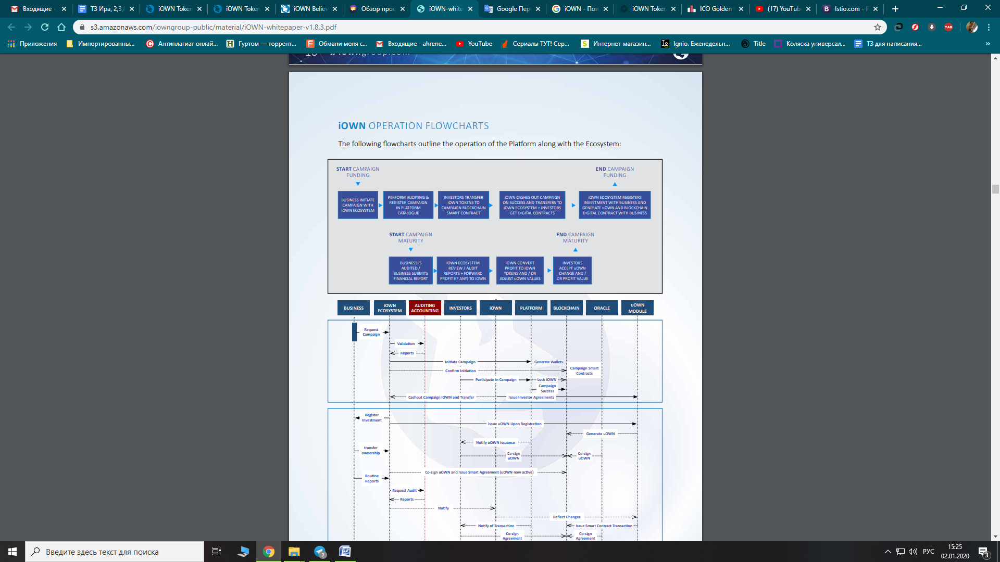 Входящие -
ТЗ Ира, 2,3,
iOWN Token
iOWN Token
iOWN Believ
Обзор прое
iOWN-white
Google Пер
iOWN - Пои
iOWN Token
ICO Golden
(17) YouTub
Istio.com -
s3.amazonaws.com/iowngroup-public/material/iOWN-whitepaper-v1.8.3.pdf
Приложения
Импортированны...
Антиплагиат онлай...
Гуртом — торрент...
Обмани меня с...
Входящие - ahrene...
YouTube
Сериалы ТУТ! Сер...
Интернет-магазин...
Ignio. Еженедельн...
Title
Коляска универсал...
ТЗ для написания...
»
iOWN OPERATION FLOWCHARTS
The following flowcharts outline the operation of the Platform along with the Ecosystem:
START CAMPAIGN
FUNDING
END CAMPAIGN
FUNDING
BUSINESS INITIATE
CAMPAIGN WITH
iOWN ECOSYSTEM
PERFORM AUDITING &
REGISTER CAMPAIGN
IN PLATFORM
CATALOGUE
INVESTORS TRANSFER
iOWN TOKENS TO
CAMPAIGN BLOCKCHAIN
SMART CONTRACT
iOWN CASHES OUT CAMPAIGN
ON SUCCESS AND TRANSFERS TO
iOWN ECOSYSTEM + INVESTORS
GET DIGITAL CONTRACTS
iOWN ECOSYSTEM REGISTERS
INVESTMENT WITH BUSINESS AND
GENERATE uOWN AND BLOCKCHAIN
DIGITAL CONTRACT WITH BUSINESS
START CAMPAIGN
MATURITY
END CAMPAIGN
MATURITY
BUSINESS IS
AUDITED /
BUSINESS SUBMITS
FINANCIAL REPORT
iOWN ECOSYSTEM
REVIEW / AUDIT
REPORTS + FORWARD
PROFIT (IF ANY) TO iOWN
iOWN CONVERT
PROFIT TO iOWN
TOKENS AND / OR
ADJUST uOWN VALUES
INVESTORS
ACCEPT uOWN
CHANGE AND /
OR PROFIT VALUE
BUSINESS
iOWN
ECOSYSTEM
AUDITING
ACCOUNTING
INVESTORS
iOWN
PLATFORM
BLOCKCHAIN
ORACLE
uOWN
MODULE
Request
Campaign
Validation
Reports
Initiate Campaign
Generate Wallets
Confirm Initiation
Campaign Smart
Contracts
Participate in Campaign
Lock iOWN
Campaign
Success
Cashout Campaign iOWN and Transfer
Issue Investor Agreements
Register
Investment
Issue uOWN Upon Registration
Generate uOWN
Notify uOWN issuance
transfer
ownership
Co-sign
uOWN
Co-sign
uOWN
Co-sign uOWN and Issue Smart Agreement (uOWN now active)
Routine
Reports
Request Audit
Reports
Notify
Reflect Changes
Notify of Transaction
Issue Smart Contract Transaction
Co-sign
Agreement
Co-sign
Agreement
Введите здесь текст для поиска
2
РУС
15:25
02.01.2020
3